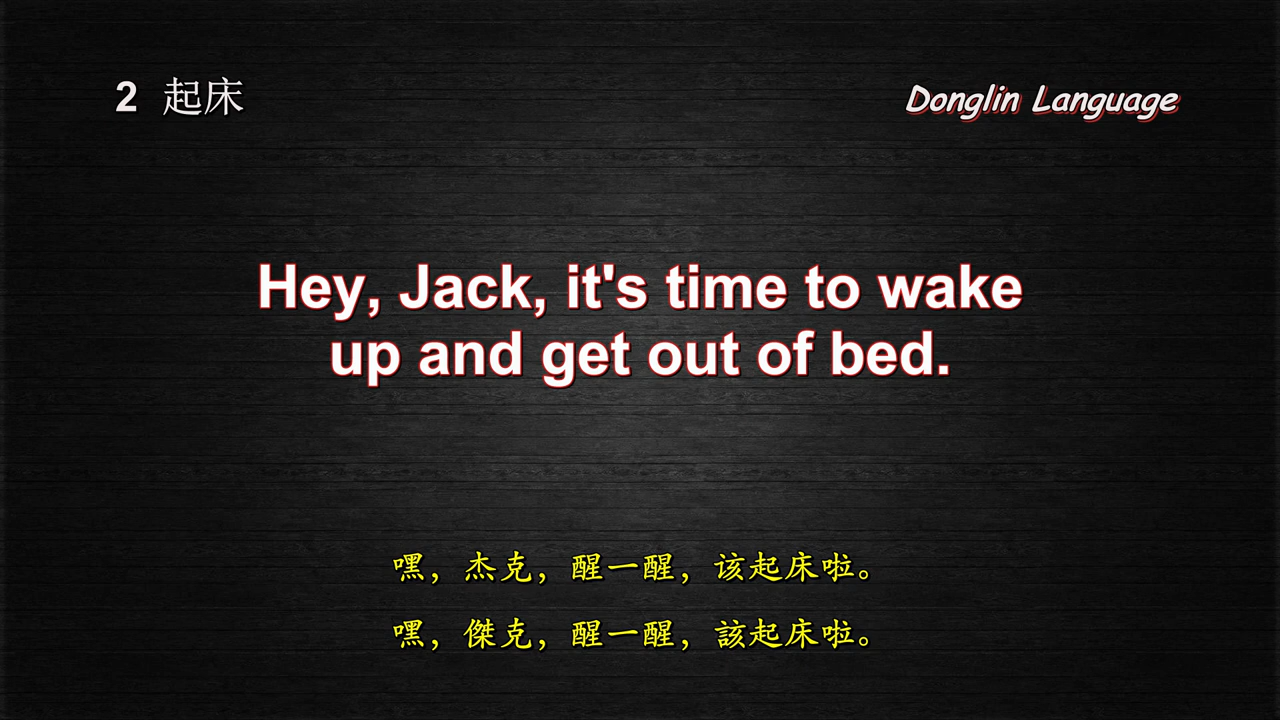 2 起床
Donglin Language
Hey, Jack, it's time to wake
up and get out of bed.
嘿，杰克，醒一醒，该起床啦。
嘿，傑克，醒一醒，該起床啦。